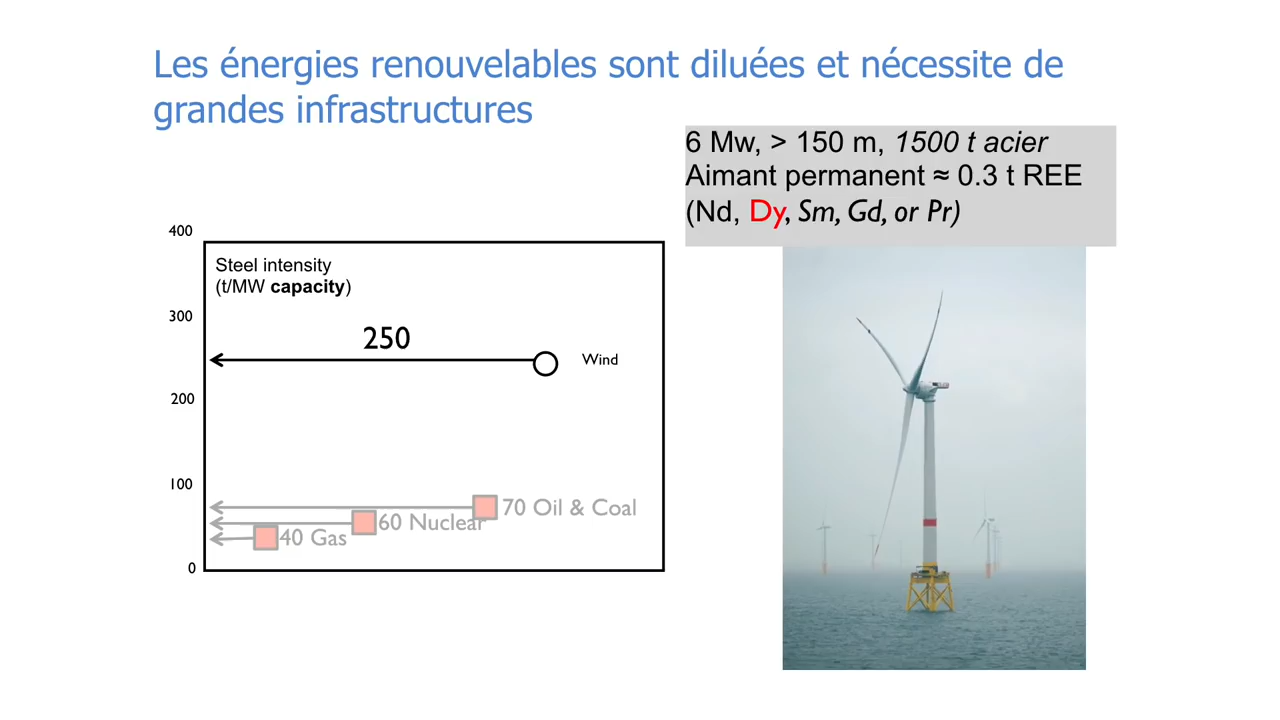 Les énergies renouvelables sont diluées et nécessite de
grandes infrastructures
6 Mw, > 150 m, 1500 t acier
Aimant permanent ≈ 0.3 t REE
(Nd, Dy, Sm, Gd, or Pr)
400
Steel intensity
(t/MW capacity)
300
250
Wind
200
100
70 Oil & Coal
60 Nuclear
40 Gas
0